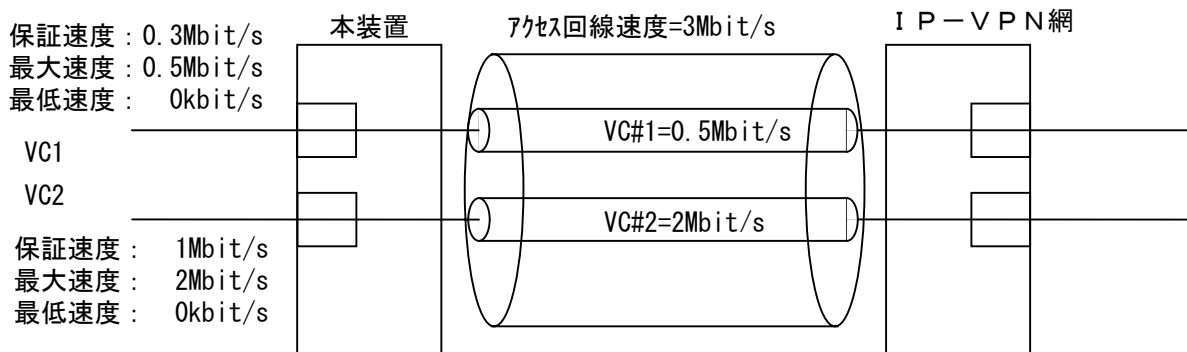 保証速度：0.3Mbit/s
最大速度：0.5Mbit/s
最低速度： 0kbit/s
本装置
ｱｸｾｽ回線速度=3Mbit/s
ＩＰ－ＶＰＮ網
VC#1=0.5Mbit/s
VC1
VC2
VC#2=2Mbit/s
保証速度： 1Mbit/s
最大速度： 2Mbit/s
最低速度： 0kbit/s